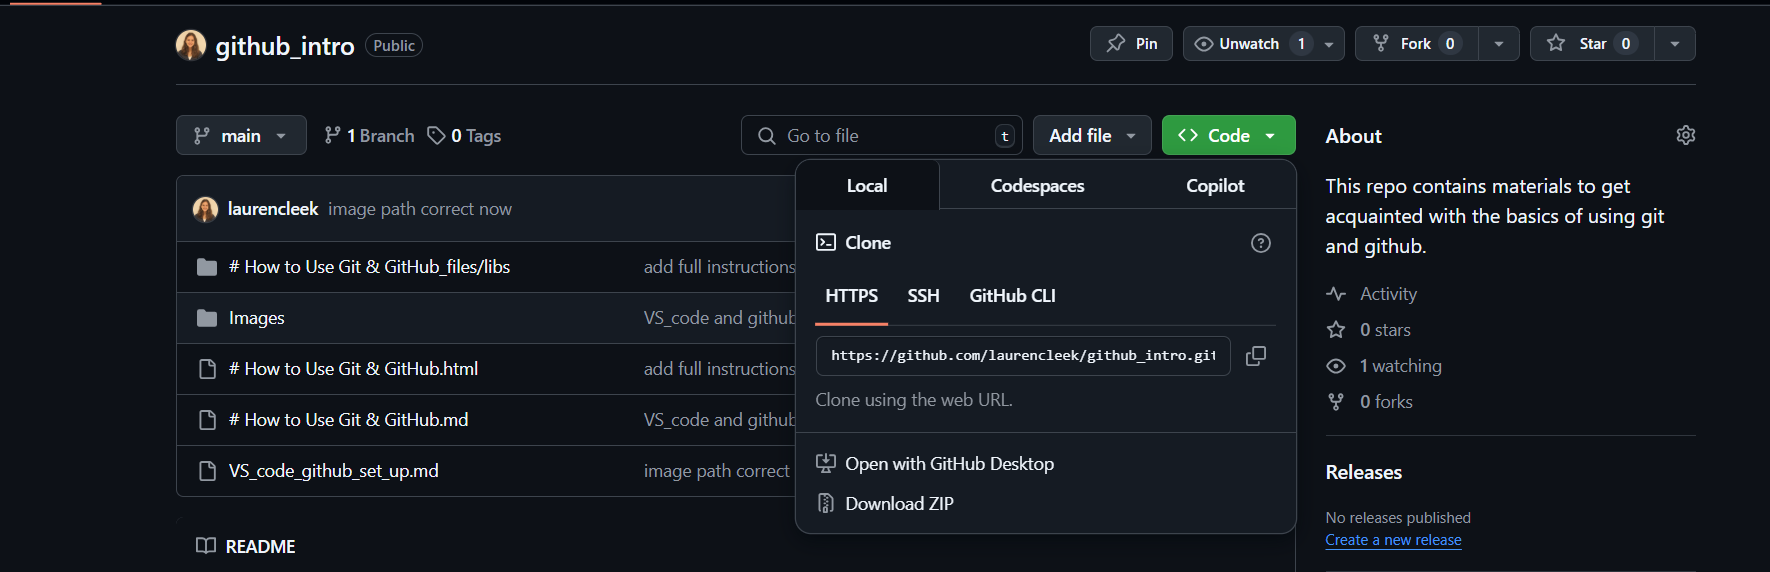 github_intro Public Pin Unwatch 1 Fork 0 Star 0
main 1 Branch 0 Tags Go to file t Add file Code
laurencleek image path correct now
# How to Use Git & GitHub_files/libs add full instructions
Images VS_code and github
# How to Use Git & GitHub.html add full instructions
# How to Use Git & GitHub.md VS_code and github
VS_code_github_set_up.md image path correct
README
Local Codespaces Copilot
Clone
HTTPS SSH GitHub CLI
https://github.com/laurencleek/github_intro.git
Clone using the web URL.
Open with GitHub Desktop
Download ZIP
About
This repo contains materials to get
acquainted with the basics of using git
and github.
Activity
0 stars
1 watching
0 forks
Releases
No releases published
Create a new release